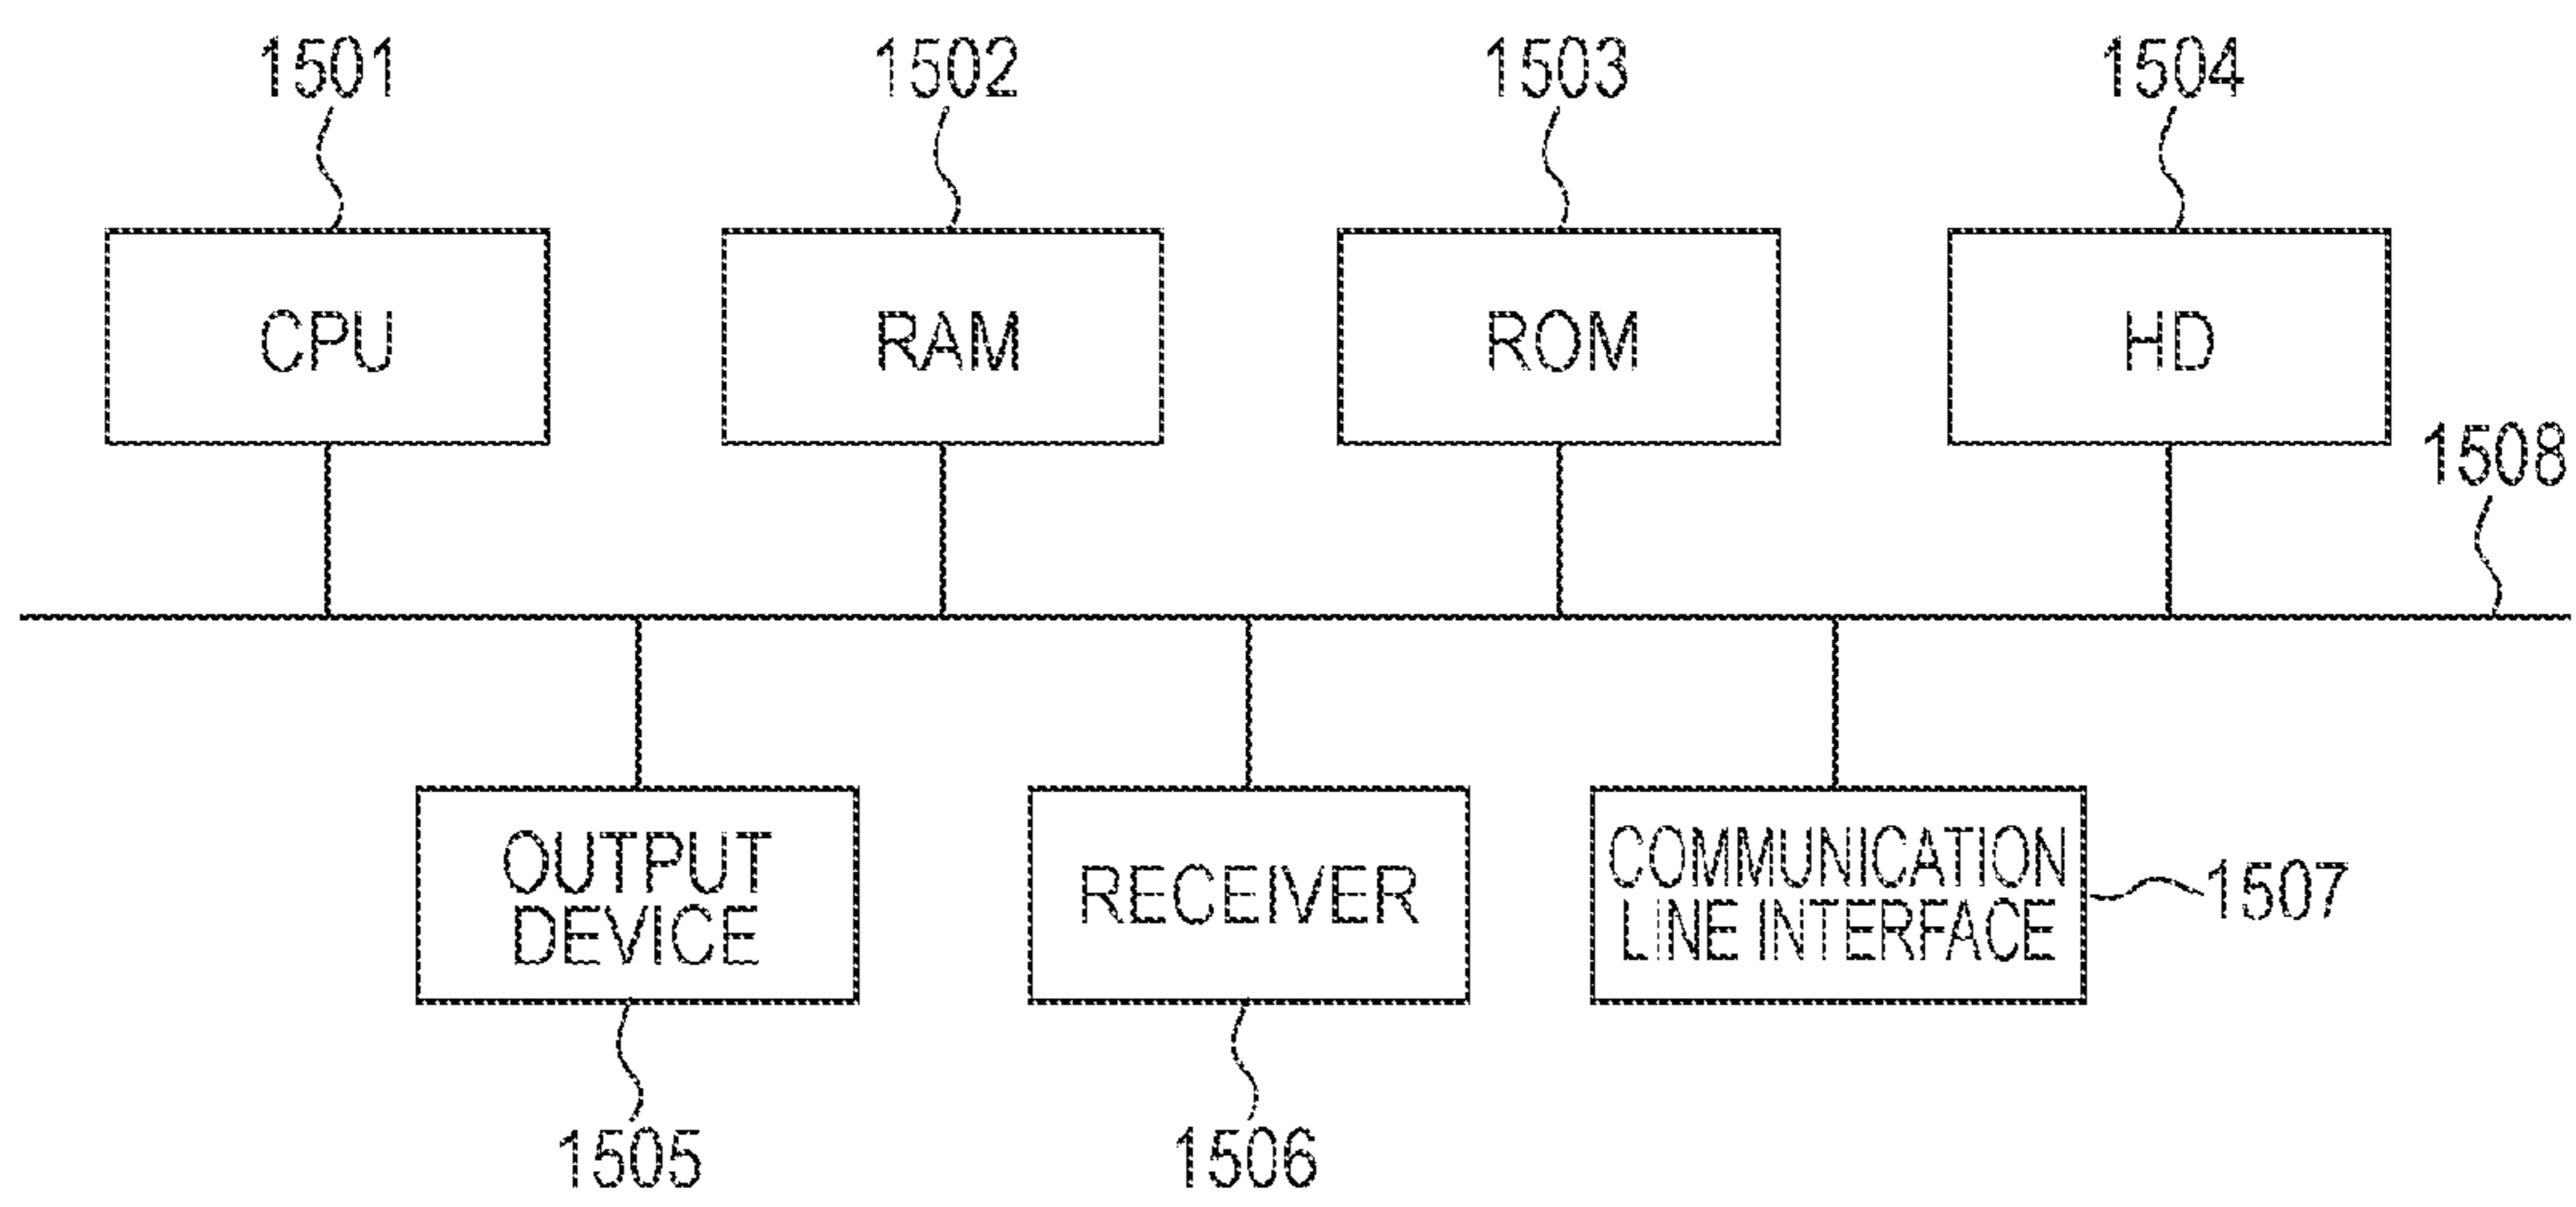 1501
1502
1503
1504
CPU
RAM
ROM
HD
1508
OUTPUT
DEVICE
RECEIVER
COMMUNICATION
LINE INTERFACE
1507
1505
1506